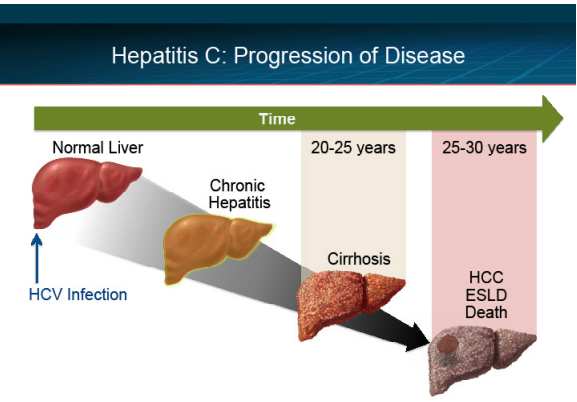 Hepatitis C: Progression of Disease
Time
Normal Liver
20-25 years
25-30 years
Chronic
Hepatitis
Cirrhosis
HCV Infection
HCC
ESLD
Death